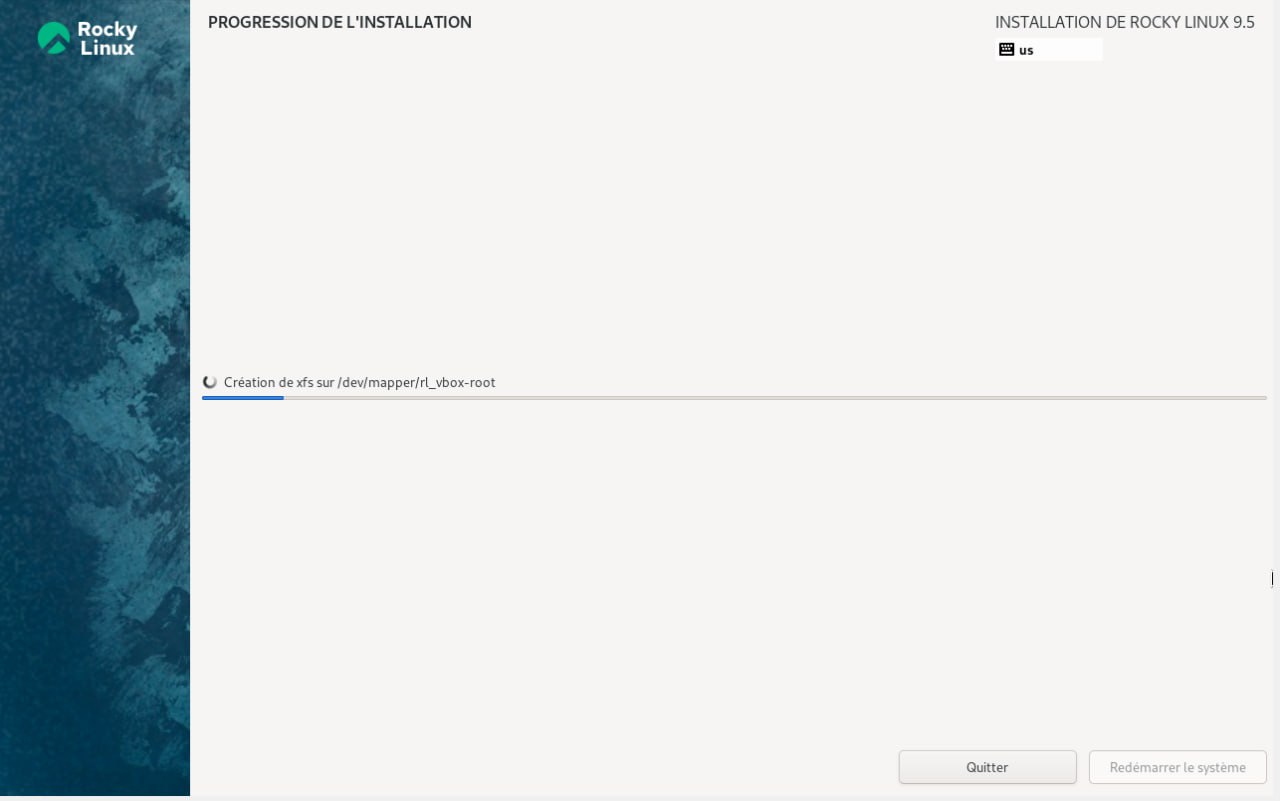 Rocky
Linux
PROGRESSION DE L'INSTALLATION
INSTALLATION DE ROCKY LINUX 9.5
us
Création de xfs sur /dev/mapper/rl_vbox-root
Quitter
Redémarrer le système